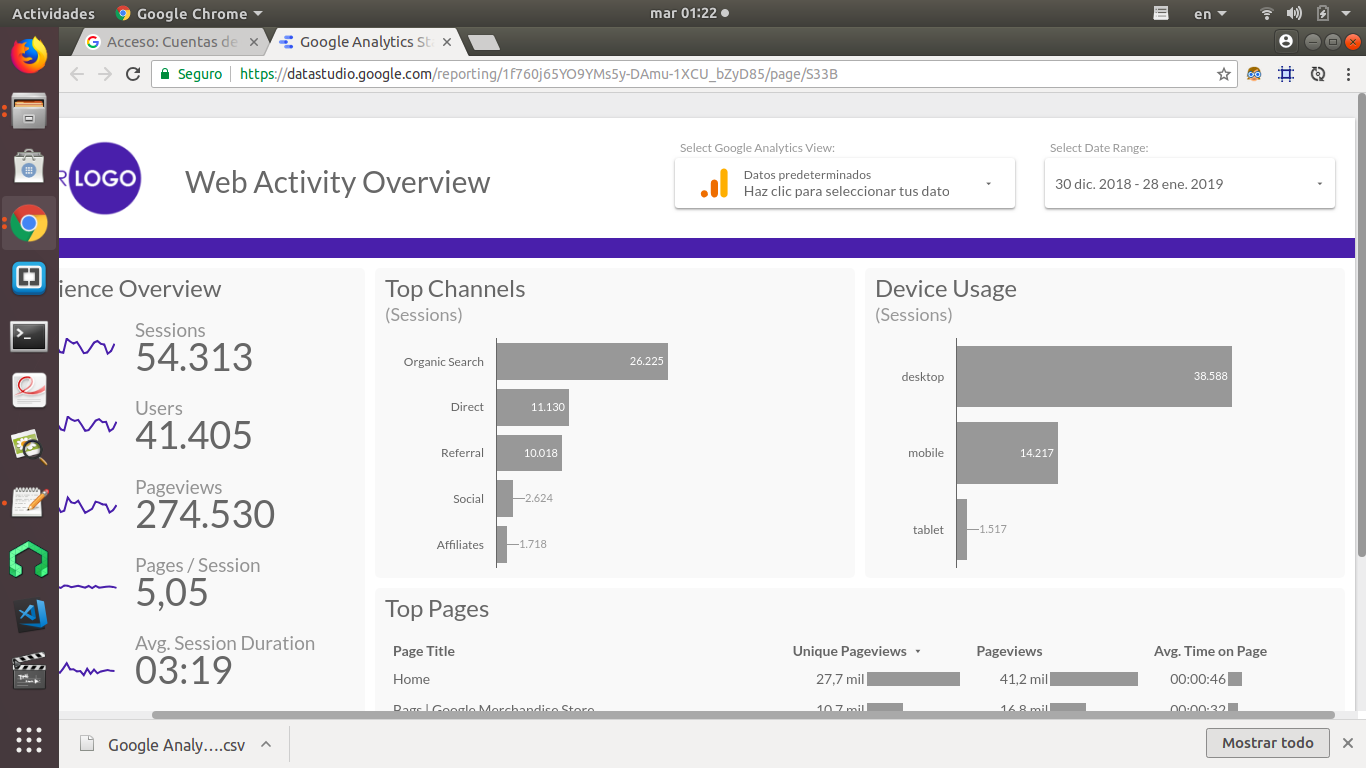 Actividades
Google Chrome
mar 01:22
en
Acceso: Cuentas de
Google Analytics St
Seguro
https://datastudio.google.com/reporting/1f760j65YO9YMs5y-DAmu-1XCU_bZyD85/page/S33B
R LOGO
Web Activity Overview
Select Google Analytics View:
Datos predeterminados
Haz clic para seleccionar tus dato
Select Date Range:
30 dic. 2018 - 28 ene. 2019
ience Overview
Sessions
54.313
Users
41.405
Pageviews
274.530
Pages / Session
5,05
Avg. Session Duration
03:19
Top Channels
(Sessions)
Organic Search 26.225
Direct 11.130
Referral 10.018
Social 2.624
Affiliates 1.718
Device Usage
(Sessions)
desktop 38.588
mobile 14.217
tablet 1.517
Top Pages
Page Title Unique Pageviews Pageviews Avg. Time on Page
Home 27,7 mil 41,2 mil 00:00:46
Bags | Google Merchandise Store 10,7 mil 16,8 mil 00:00:32
Google Analy….csv
Mostrar todo